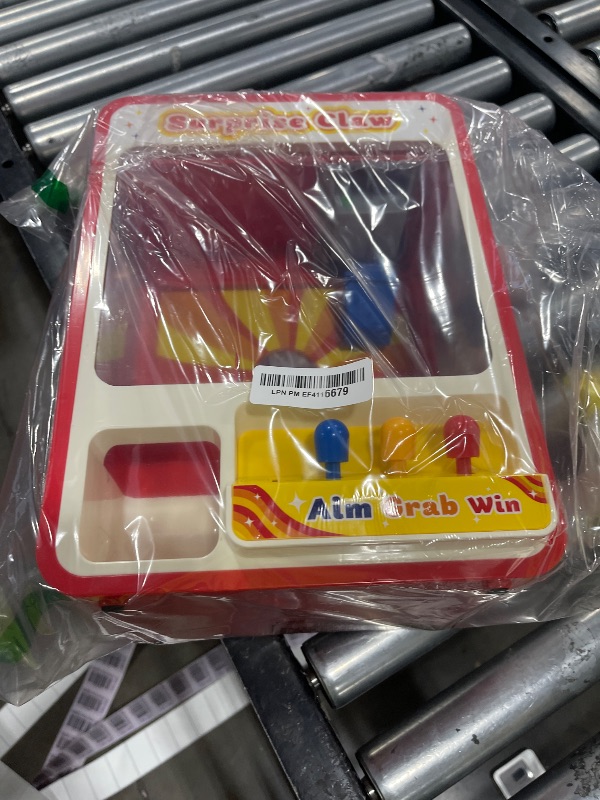 Surprise Claw
LPN PM EF4116679
Aim Grab Win